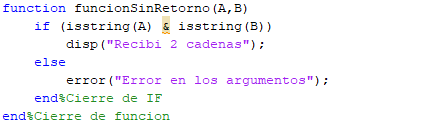 function funcionSinRetorno(A,B)
if (isstring(A) & isstring(B))
disp("Recibi 2 cadenas");
else
error("Error en los argumentos");
end%Cierre de IF
end%Cierre de funcion